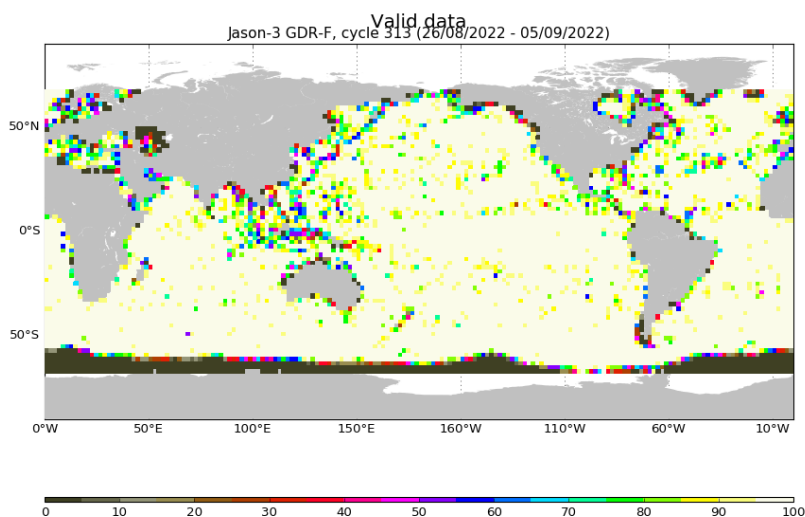 Valid data
Jason-3 GDR-F, cycle 313 (26/08/2022 - 05/09/2022)
50°N
0°S
50°S
0°W 50°E 100°E 150°E 160°W 110°W 60°W 10°W
0 10 20 30 40 50 60 70 80 90 100